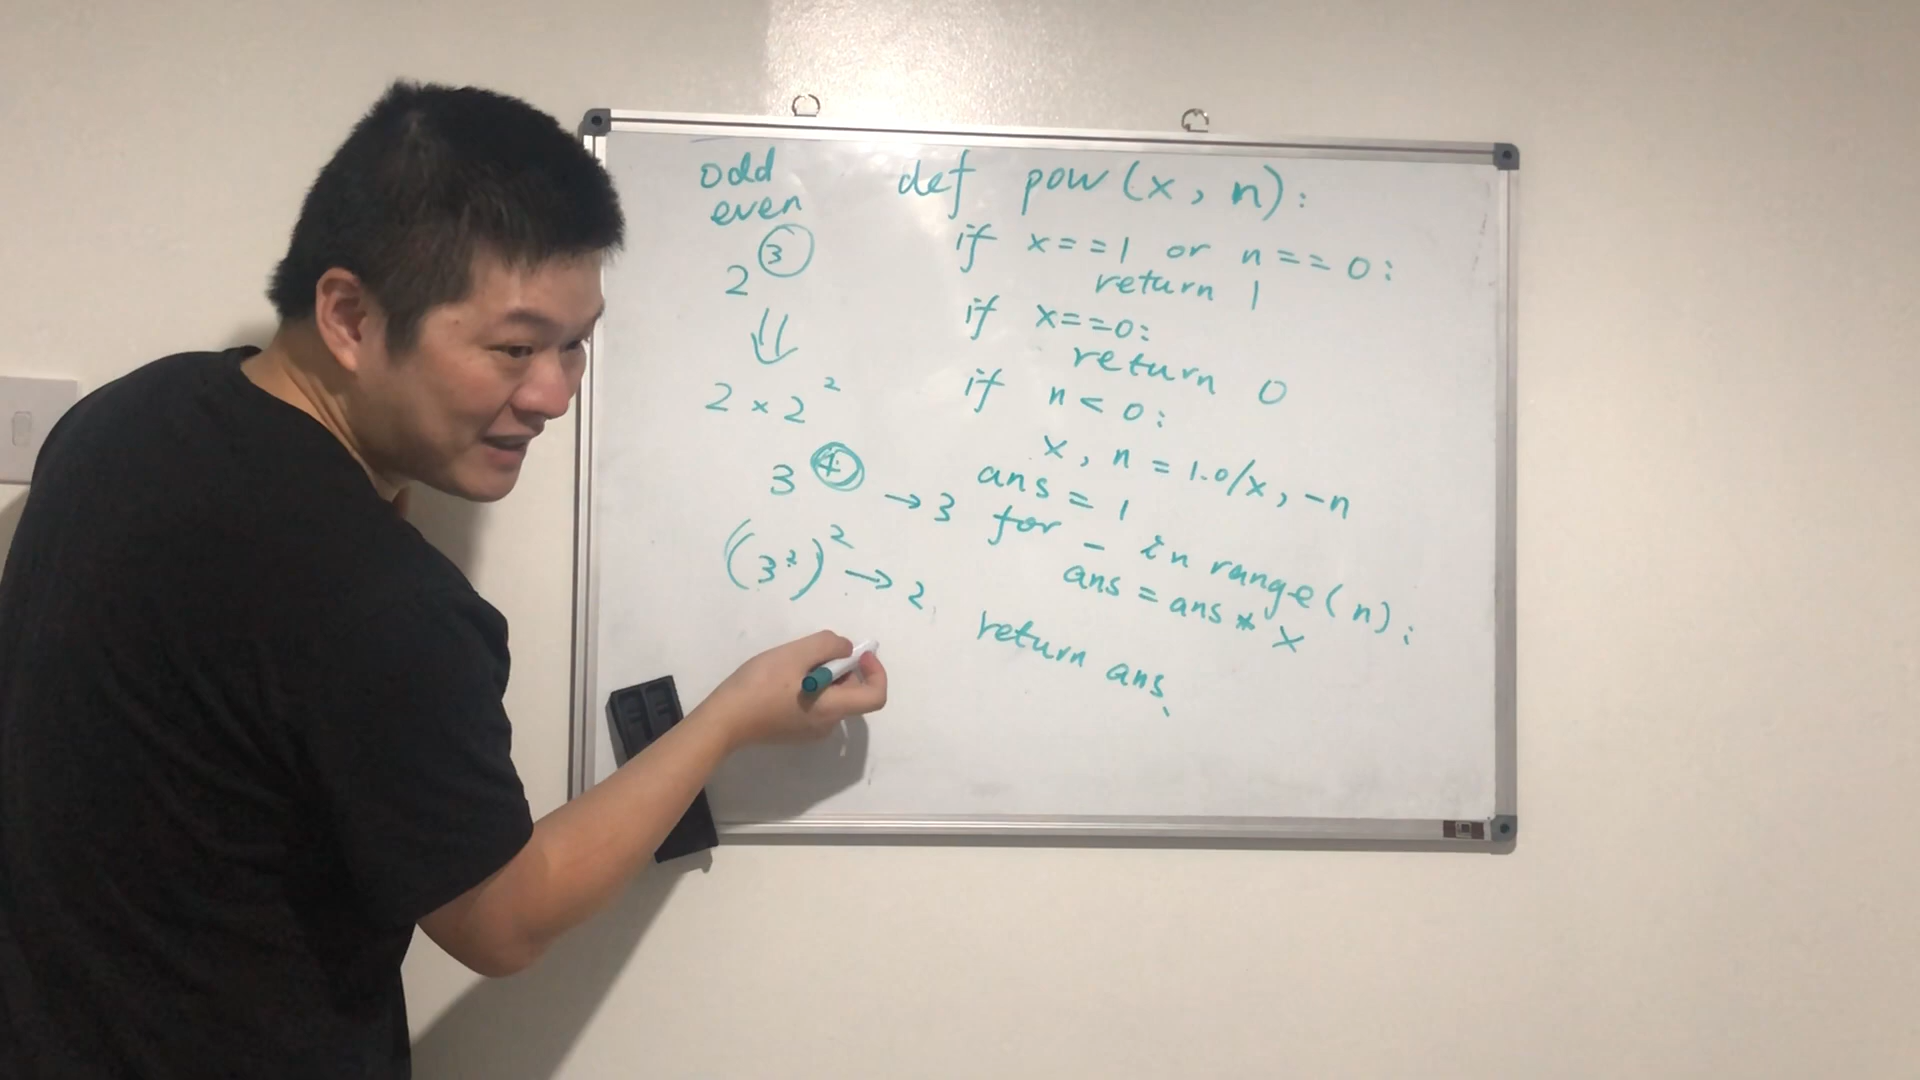 odd
even
2³
⇓
2 × 2²
3⁴ → 3
(3²)² → 2
def pow(x, n):
if x==1 or n==0:
return 1
if x==0:
return 0
if n<0:
x, n = 1.0/x, -n
ans = 1
for _ in range(n):
ans = ans * x
return ans